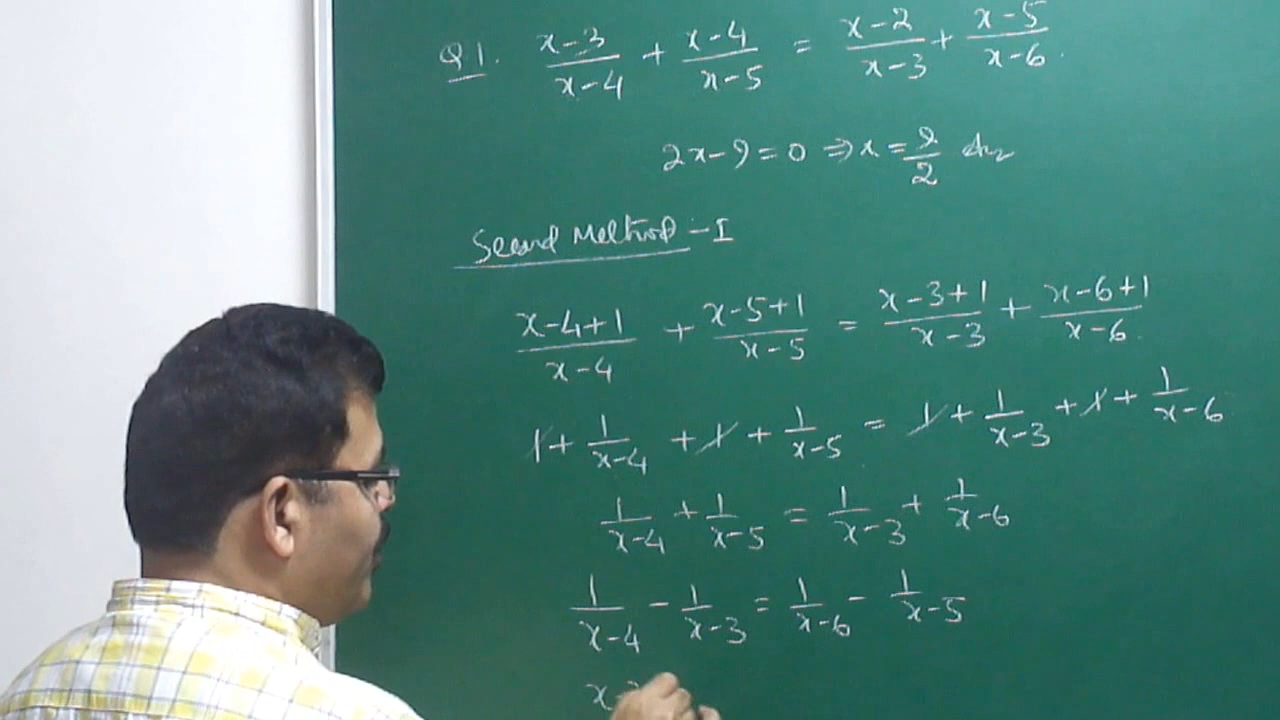 Q1. x-3/x-4 + x-4/x-5 = x-2/x-3 + x-5/x-6.
2x-9=0 ⇒ x = 9/2 Ans
Second Method - I
x-4+1/x-4 + x-5+1/x-5 = x-3+1/x-3 + x-6+1/x-6.
1 + 1/x-4 + 1 + 1/x-5 = 1 + 1/x-3 + 1 + 1/x-6
1/x-4 + 1/x-5 = 1/x-3 + 1/x-6
1/x-4 - 1/x-3 = 1/x-6 - 1/x-5
x